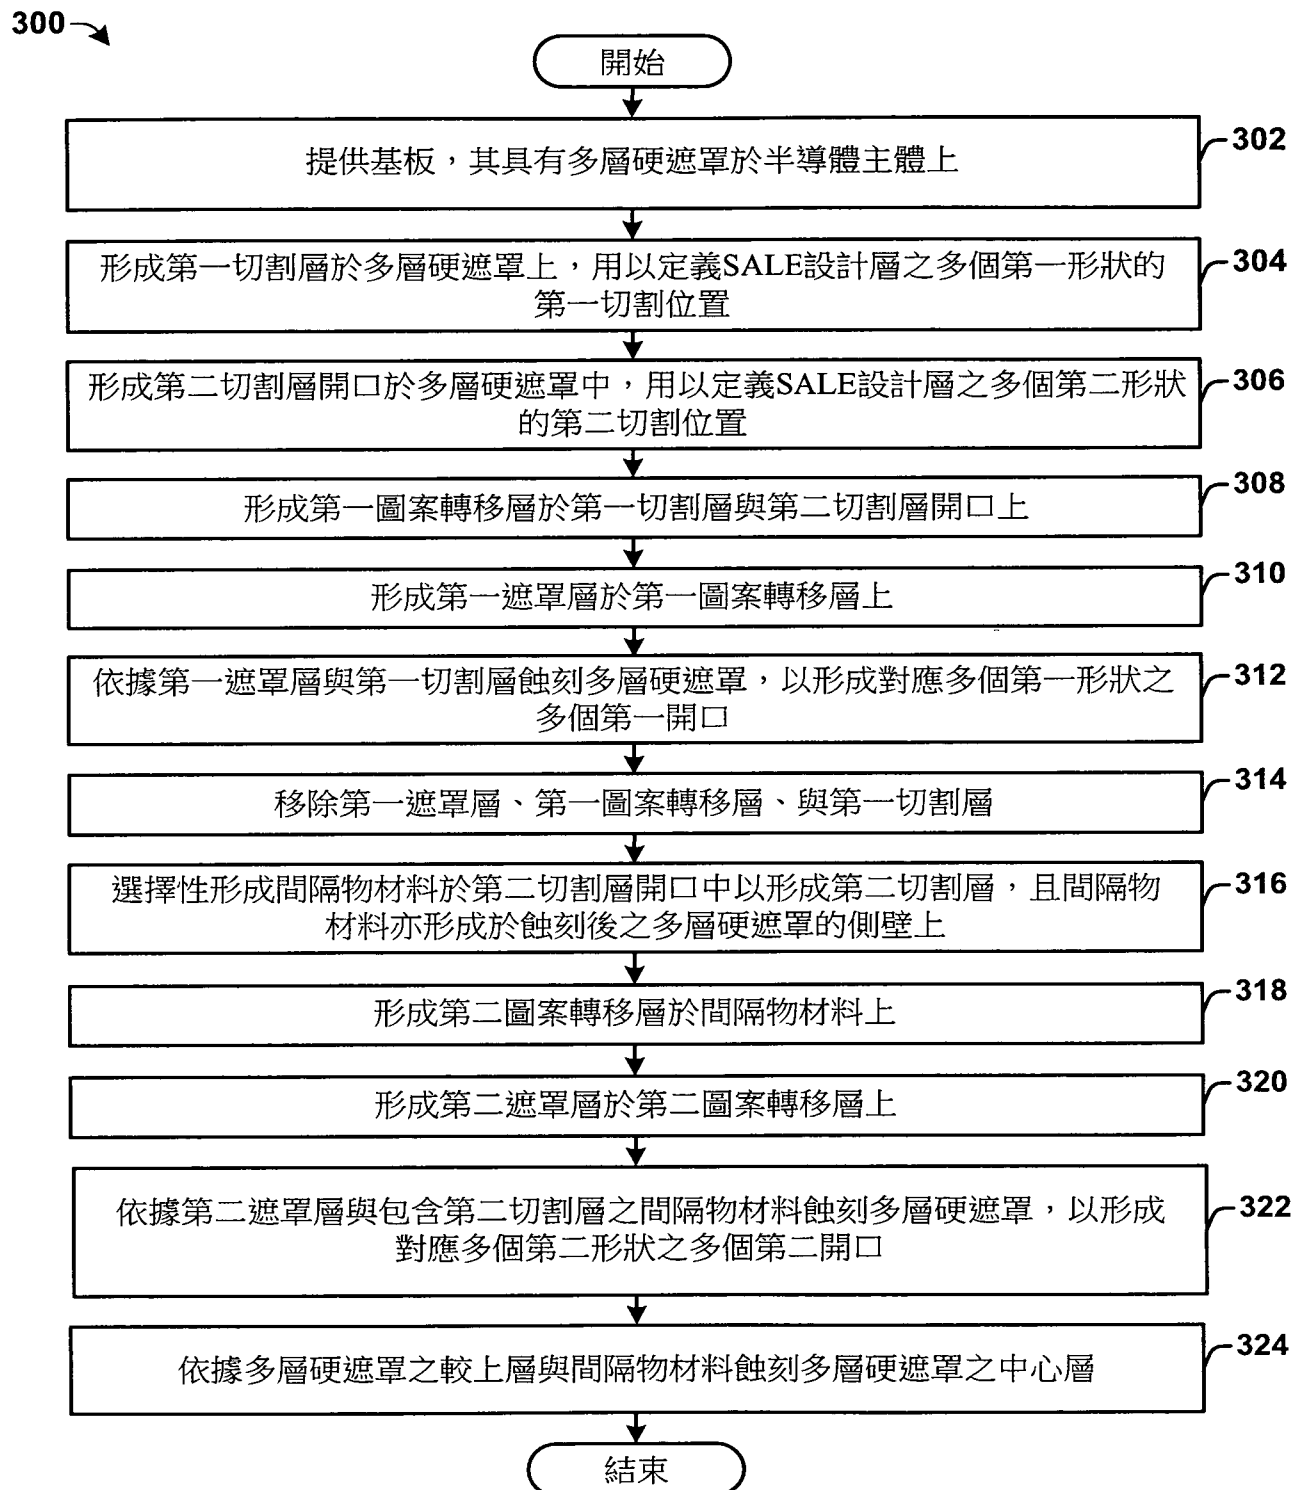 300
開始
提供基板，其具有多層硬遮罩於半導體主體上
302
形成第一切割層於多層硬遮罩上，用以定義SALE設計層之多個第一形狀的
第一切割位置
304
形成第二切割層開口於多層硬遮罩中，用以定義SALE設計層之多個第二形狀
的第二切割位置
306
形成第一圖案轉移層於第一切割層與第二切割層開口上
308
形成第一遮罩層於第一圖案轉移層上
310
依據第一遮罩層與第一切割層蝕刻多層硬遮罩，以形成對應多個第一形狀之
多個第一開口
312
移除第一遮罩層、第一圖案轉移層、與第一切割層
314
選擇性形成間隔物材料於第二切割層開口中以形成第二切割層，且間隔物
材料亦形成於蝕刻後之多層硬遮罩的側壁上
316
形成第二圖案轉移層於間隔物材料上
318
形成第二遮罩層於第二圖案轉移層上
320
依據第二遮罩層與包含第二切割層之間隔物材料蝕刻多層硬遮罩，以形成
對應多個第二形狀之多個第二開口
322
依據多層硬遮罩之較上層與間隔物材料蝕刻多層硬遮罩之中心層
324
結束